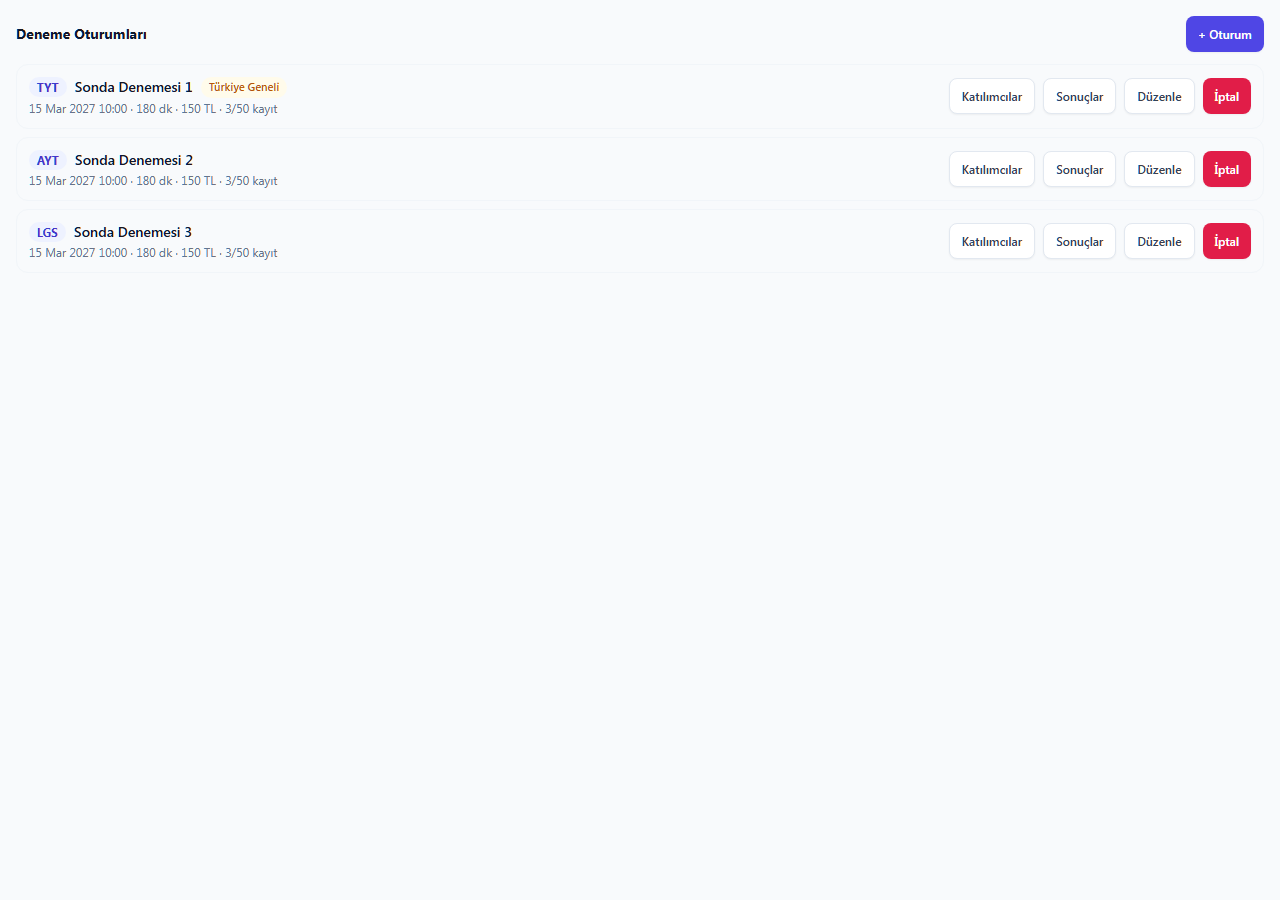 Deneme Oturumları
+ Oturum
TYT Sonda Denemesi 1 Türkiye Geneli
15 Mar 2027 10:00 · 180 dk · 150 TL · 3/50 kayıt
Katılımcılar Sonuçlar Düzenle İptal
AYT Sonda Denemesi 2
15 Mar 2027 10:00 · 180 dk · 150 TL · 3/50 kayıt
Katılımcılar Sonuçlar Düzenle İptal
LGS Sonda Denemesi 3
15 Mar 2027 10:00 · 180 dk · 150 TL · 3/50 kayıt
Katılımcılar Sonuçlar Düzenle İptal